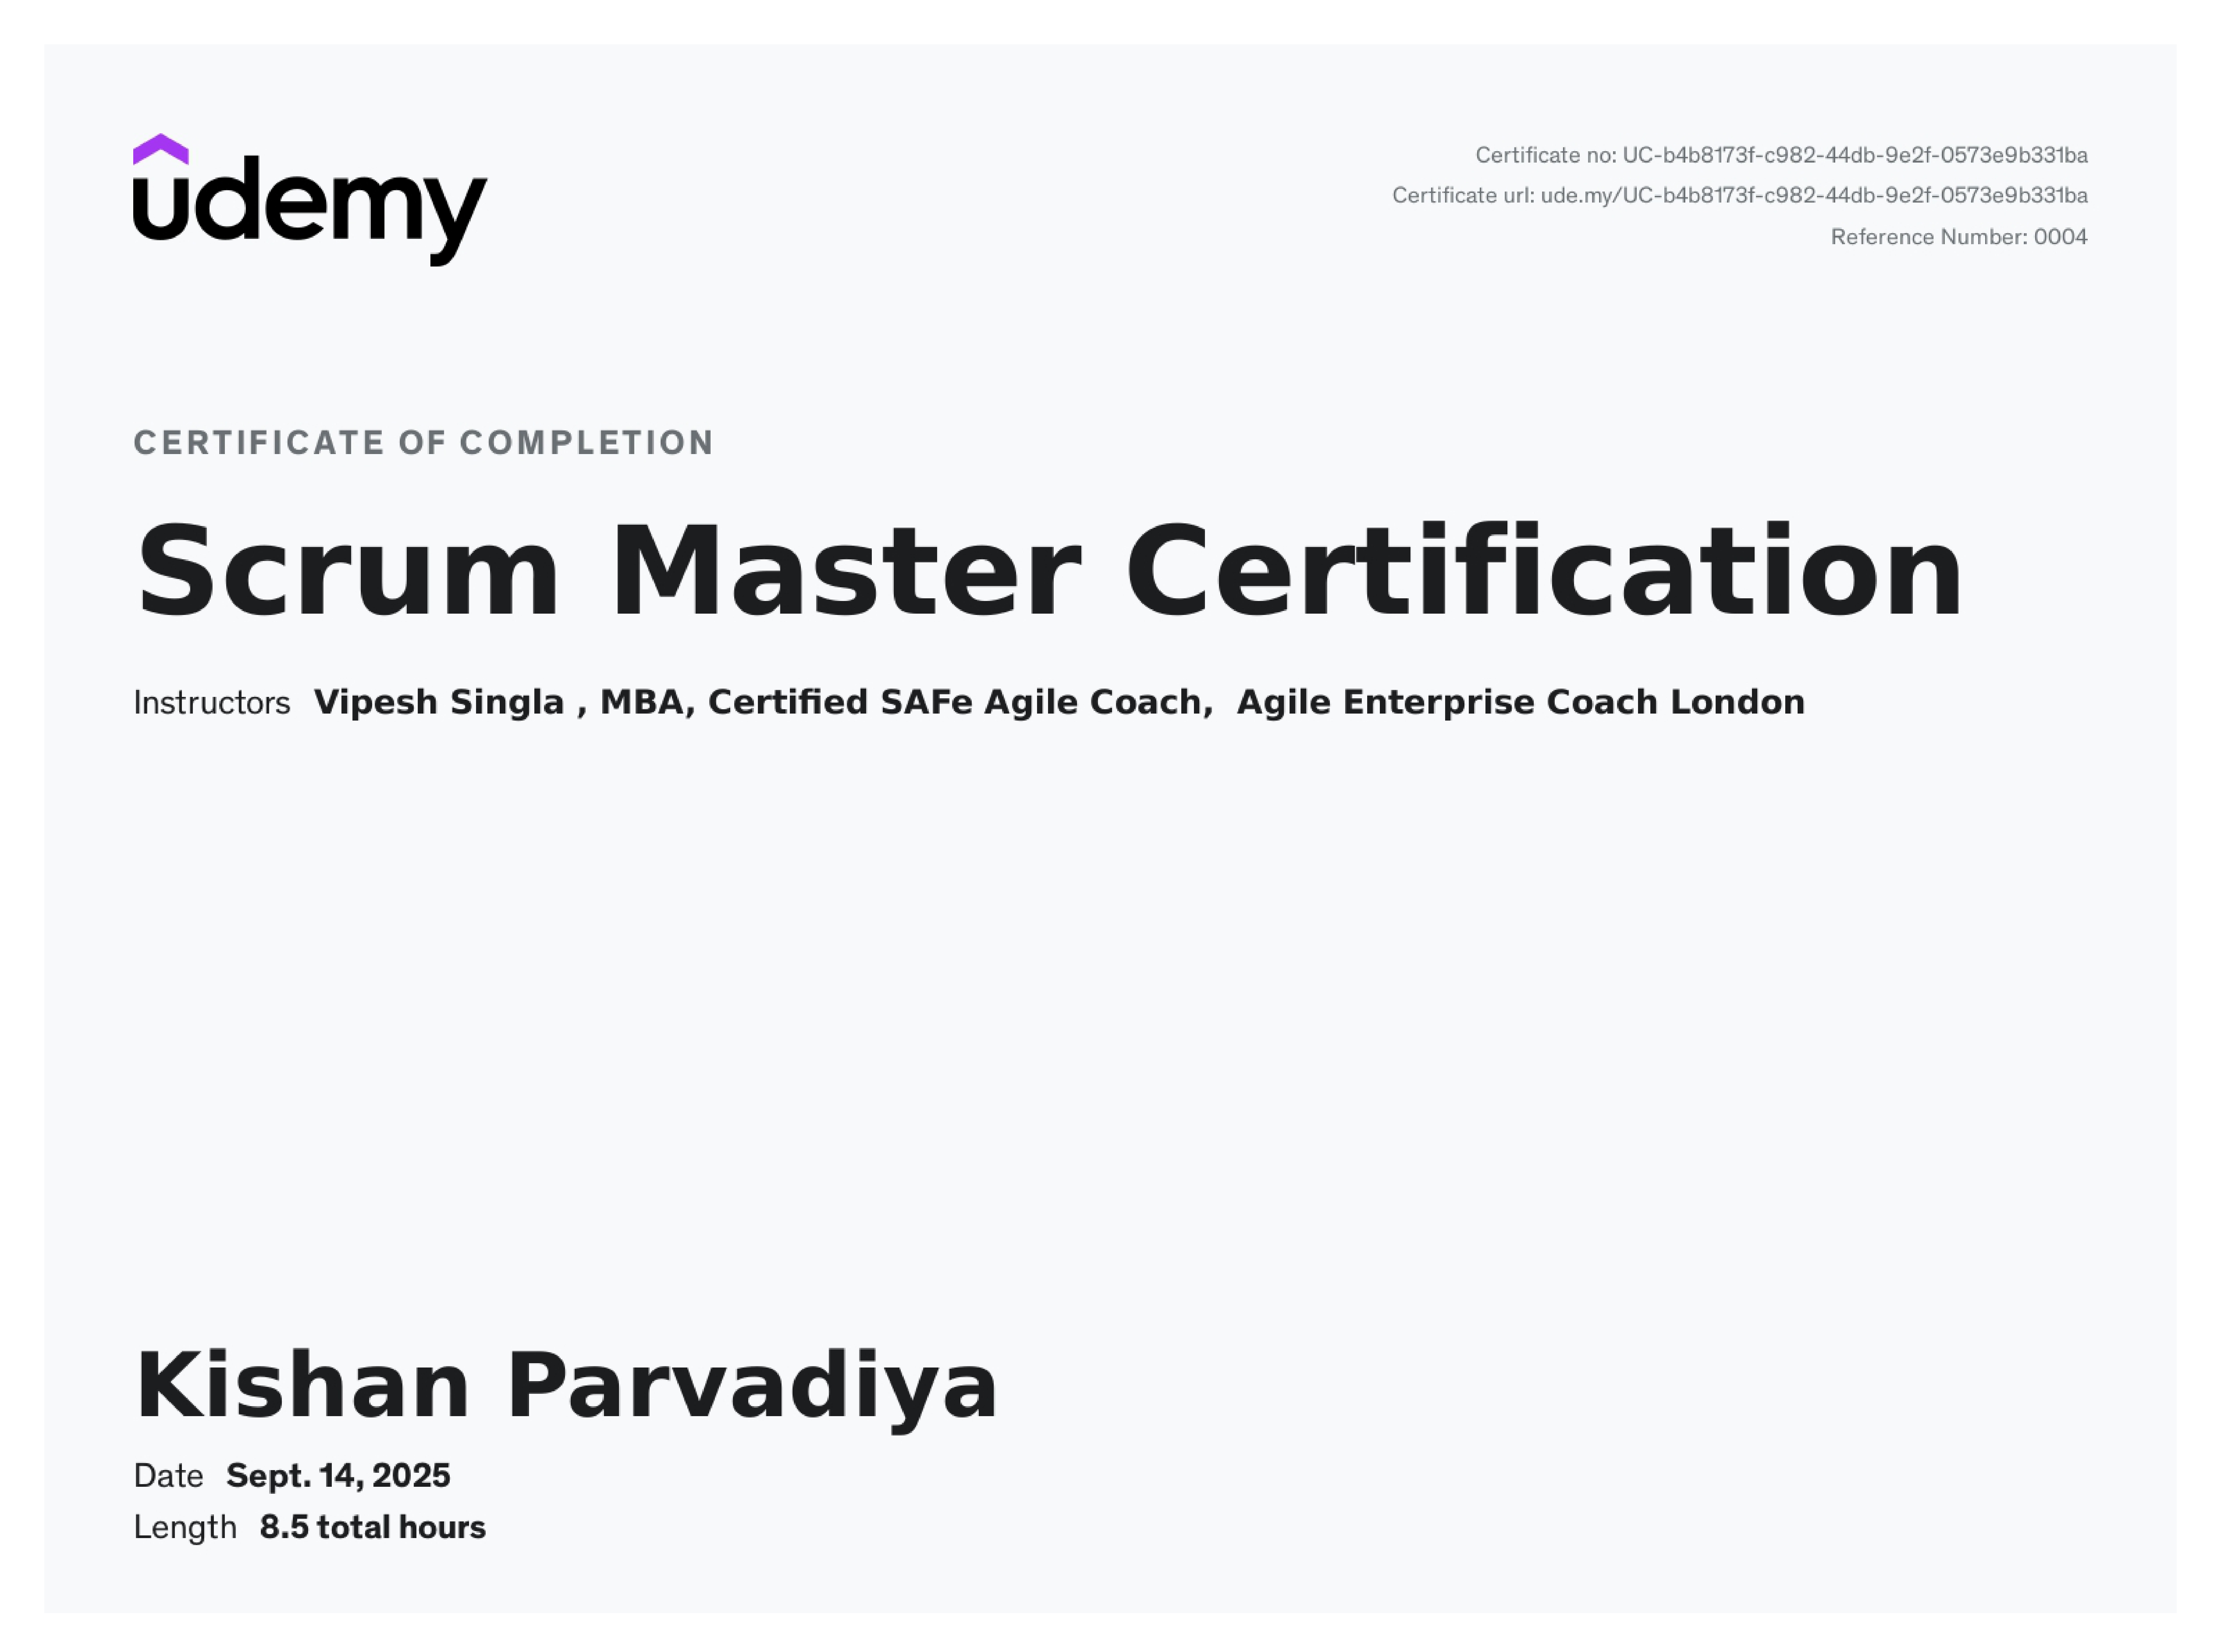 udemy
Certificate no: UC-b4b8173f-c982-44db-9e2f-0573e9b331ba
Certificate url: ude.my/UC-b4b8173f-c982-44db-9e2f-0573e9b331ba
Reference Number: 0004
CERTIFICATE OF COMPLETION
Scrum Master Certification
Instructors Vipesh Singla , MBA, Certified SAFe Agile Coach, Agile Enterprise Coach London
Kishan Parvadiya
Date Sept. 14, 2025
Length 8.5 total hours